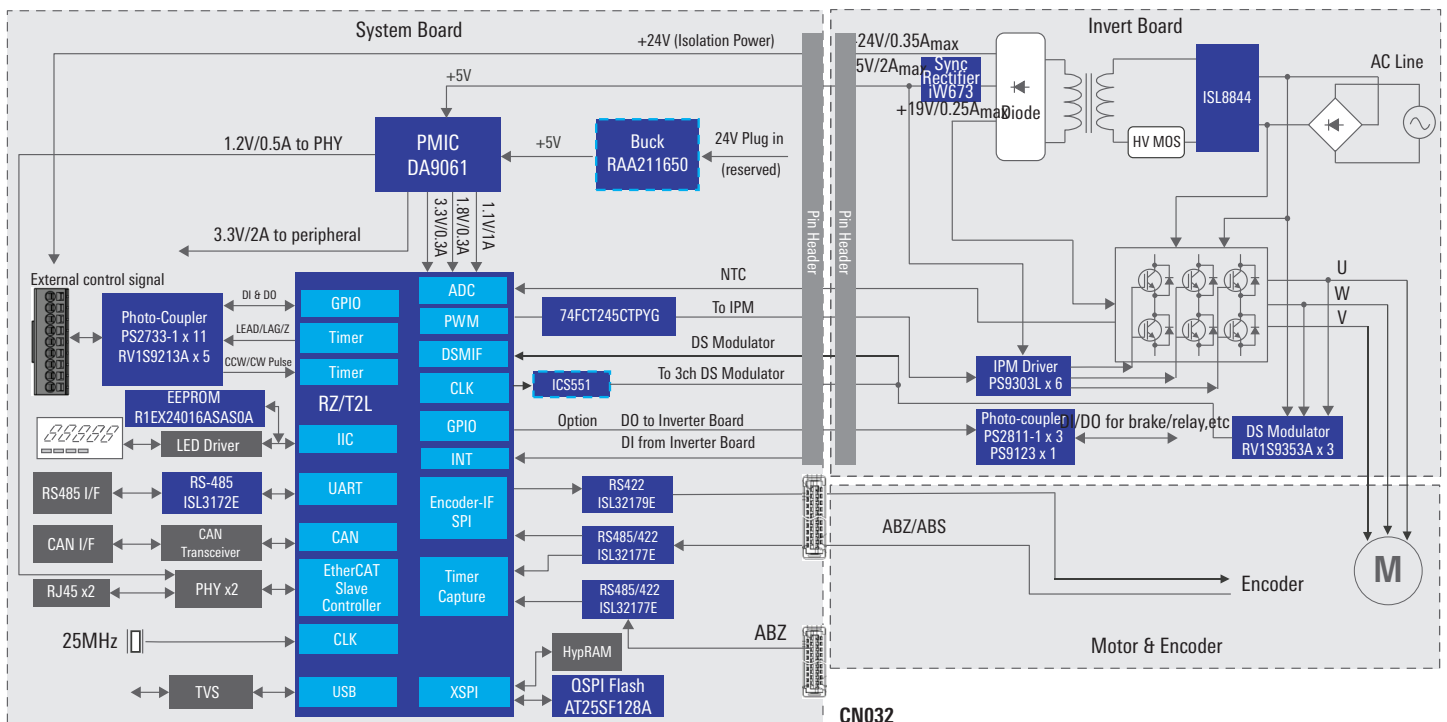 System Board
Invert Board
+24V (Isolation Power)
-24V/0.35Amax
5V/2Amax
+19V/0.25Amax
Sync
Rectifier
iW673
Diode
ISL8844
HV MOS
AC Line
+5V
PMIC
DA9061
+5V
Buck
RAA211650
24V Plug in
(reserved)
1.2V/0.5A to PHY
3.3V/0.3A
1.8V/0.3A
1.1V/1A
3.3V/2A to peripheral
Pin Header
Pin Header
External control signal
Photo-Coupler
PS2733-1 x 11
RV1S9213A x 5
DI & DO
LEAD/LAG/Z
CCW/CW Pulse
EEPROM
R1EX24016ASAS0A
LED Driver
RS485 I/F
RS-485
ISL3172E
CAN I/F
CAN
Transceiver
RJ45 x2
PHY x2
25MHz
TVS
RZ/T2L
GPIO
Timer
Timer
IIC
UART
CAN
EtherCAT
Slave
Controller
CLK
USB
ADC
PWM
DSMIF
CLK
GPIO
INT
Encoder-IF
SPI
Timer
Capture
XSPI
NTC
74FCT245CTPYG
To IPM
DS Modulator
ICS551
To 3ch DS Modulator
Option
DO to Inverter Board
DI from Inverter Board
RS422
ISL32179E
RS485/422
ISL32177E
RS485/422
ISL32177E
ABZ
HypRAM
QSPI Flash
AT25SF128A
U
W
V
IPM Driver
PS9303L x 6
Photo-coupler
PS2811-1 x 3
PS9123 x 1
DI/DO for brake/relay,etc
DS Modulator
RV1S9353A x 3
ABZ/ABS
Encoder
M
Motor & Encoder
CN032